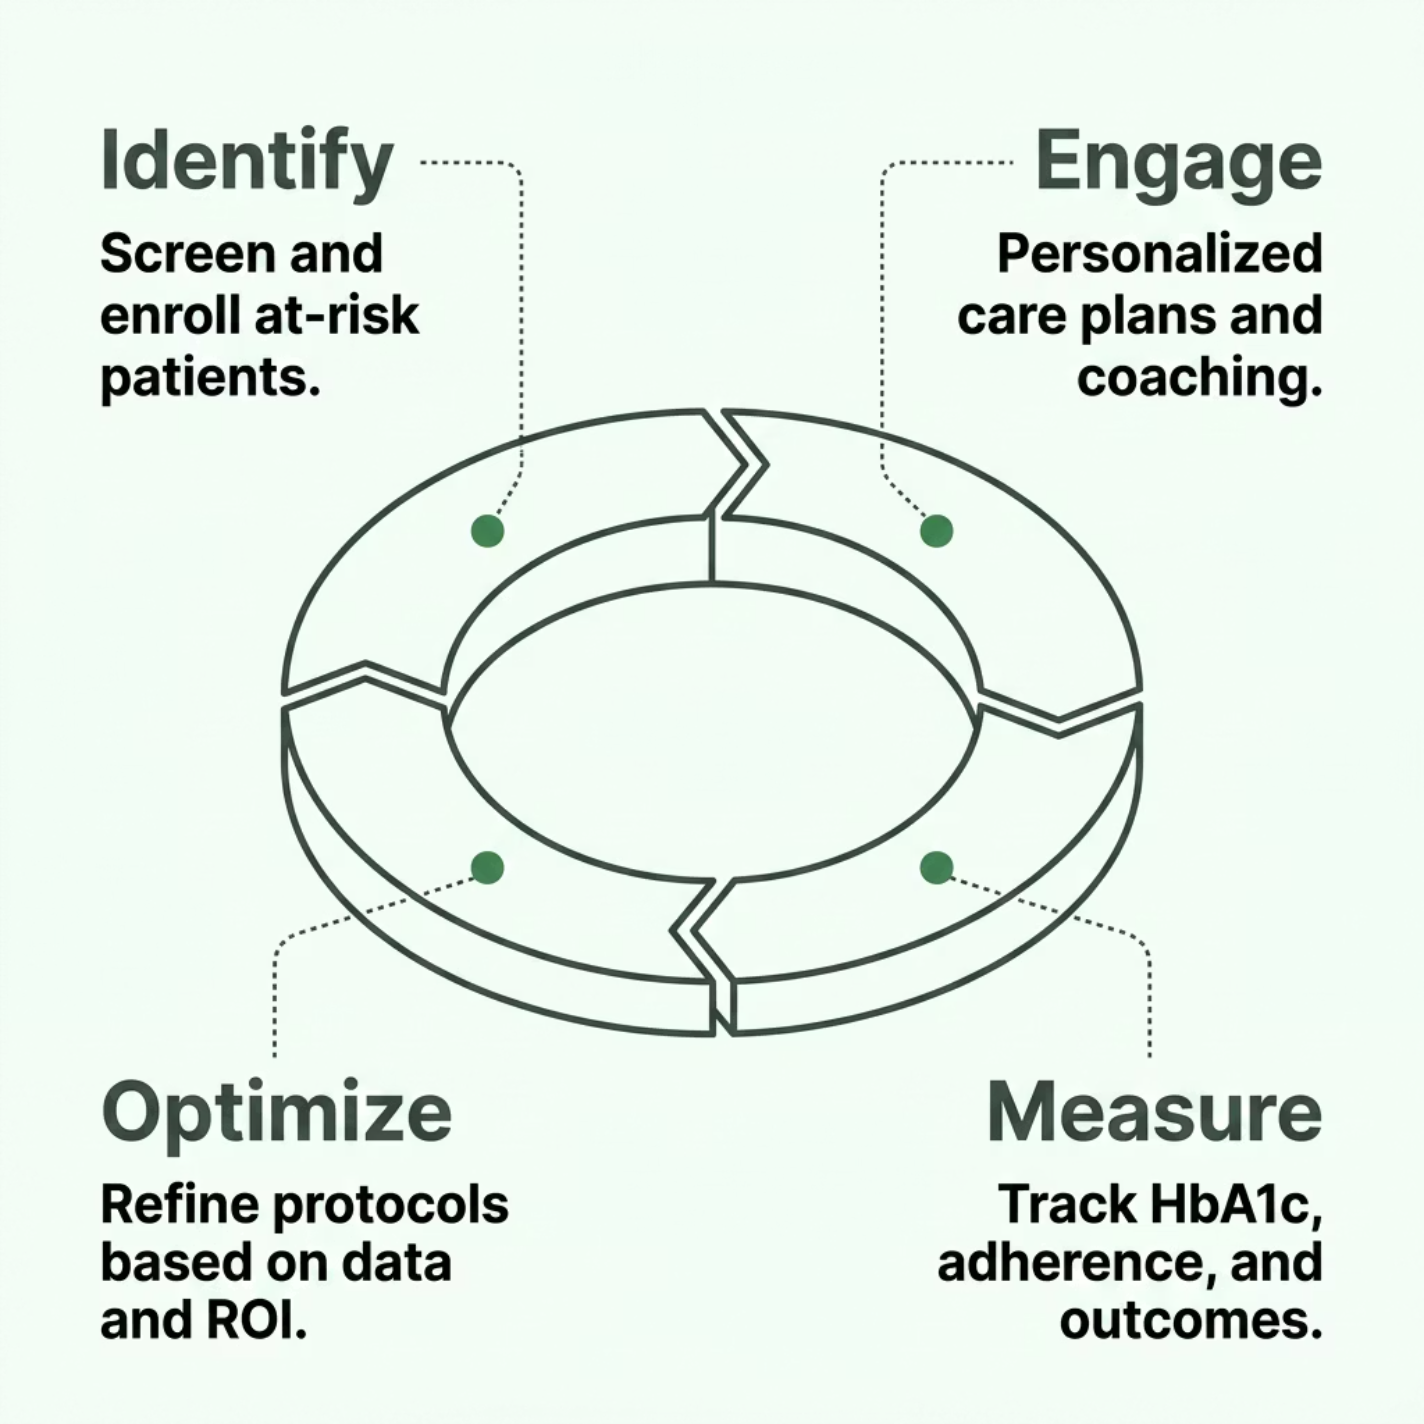 Identify
Screen and
enroll at-risk
patients.
Engage
Personalized
care plans and
coaching.
Optimize
Refine protocols
based on data
and ROI.
Measure
Track HbA1c,
adherence, and
outcomes.